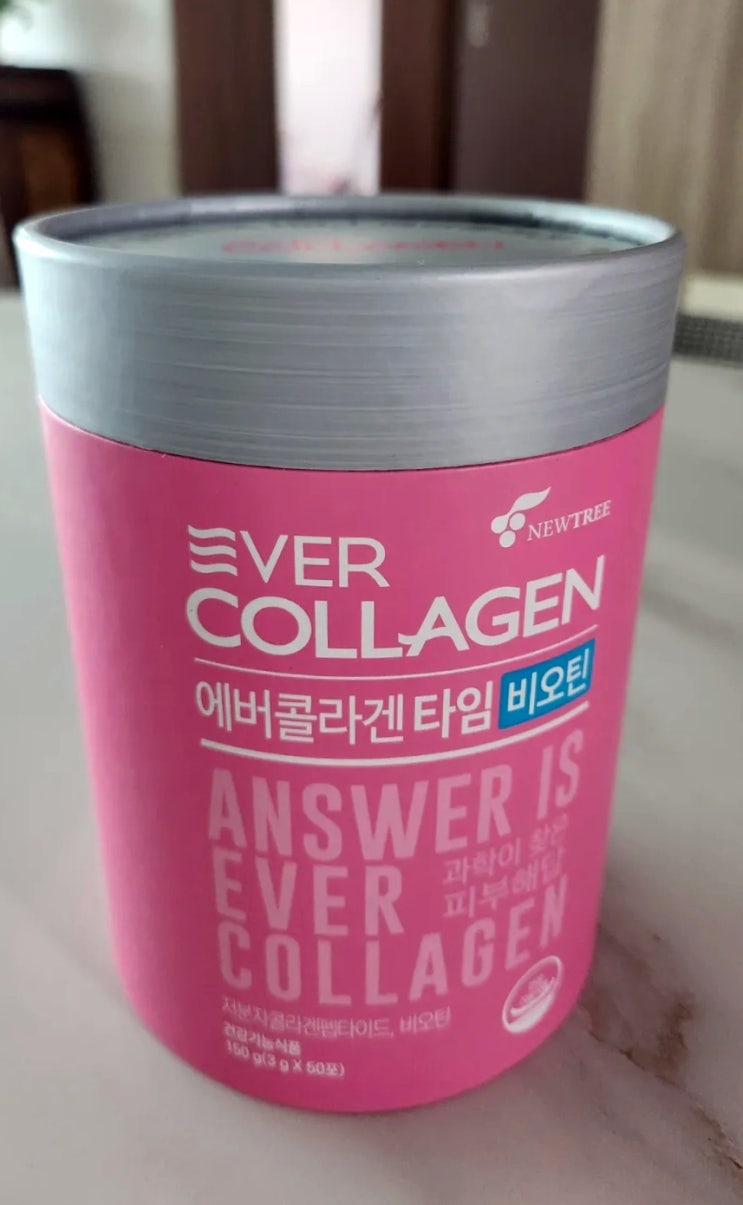 NEWTREE
EVER
COLLAGEN
에버콜라겐 타임 비오틴
ANSWER IS
EVER
과학이 찾은
피부해답
COLLAGEN
저분자콜라겐펩타이드, 비오틴
건강기능식품
150 g(3 g X 50포)